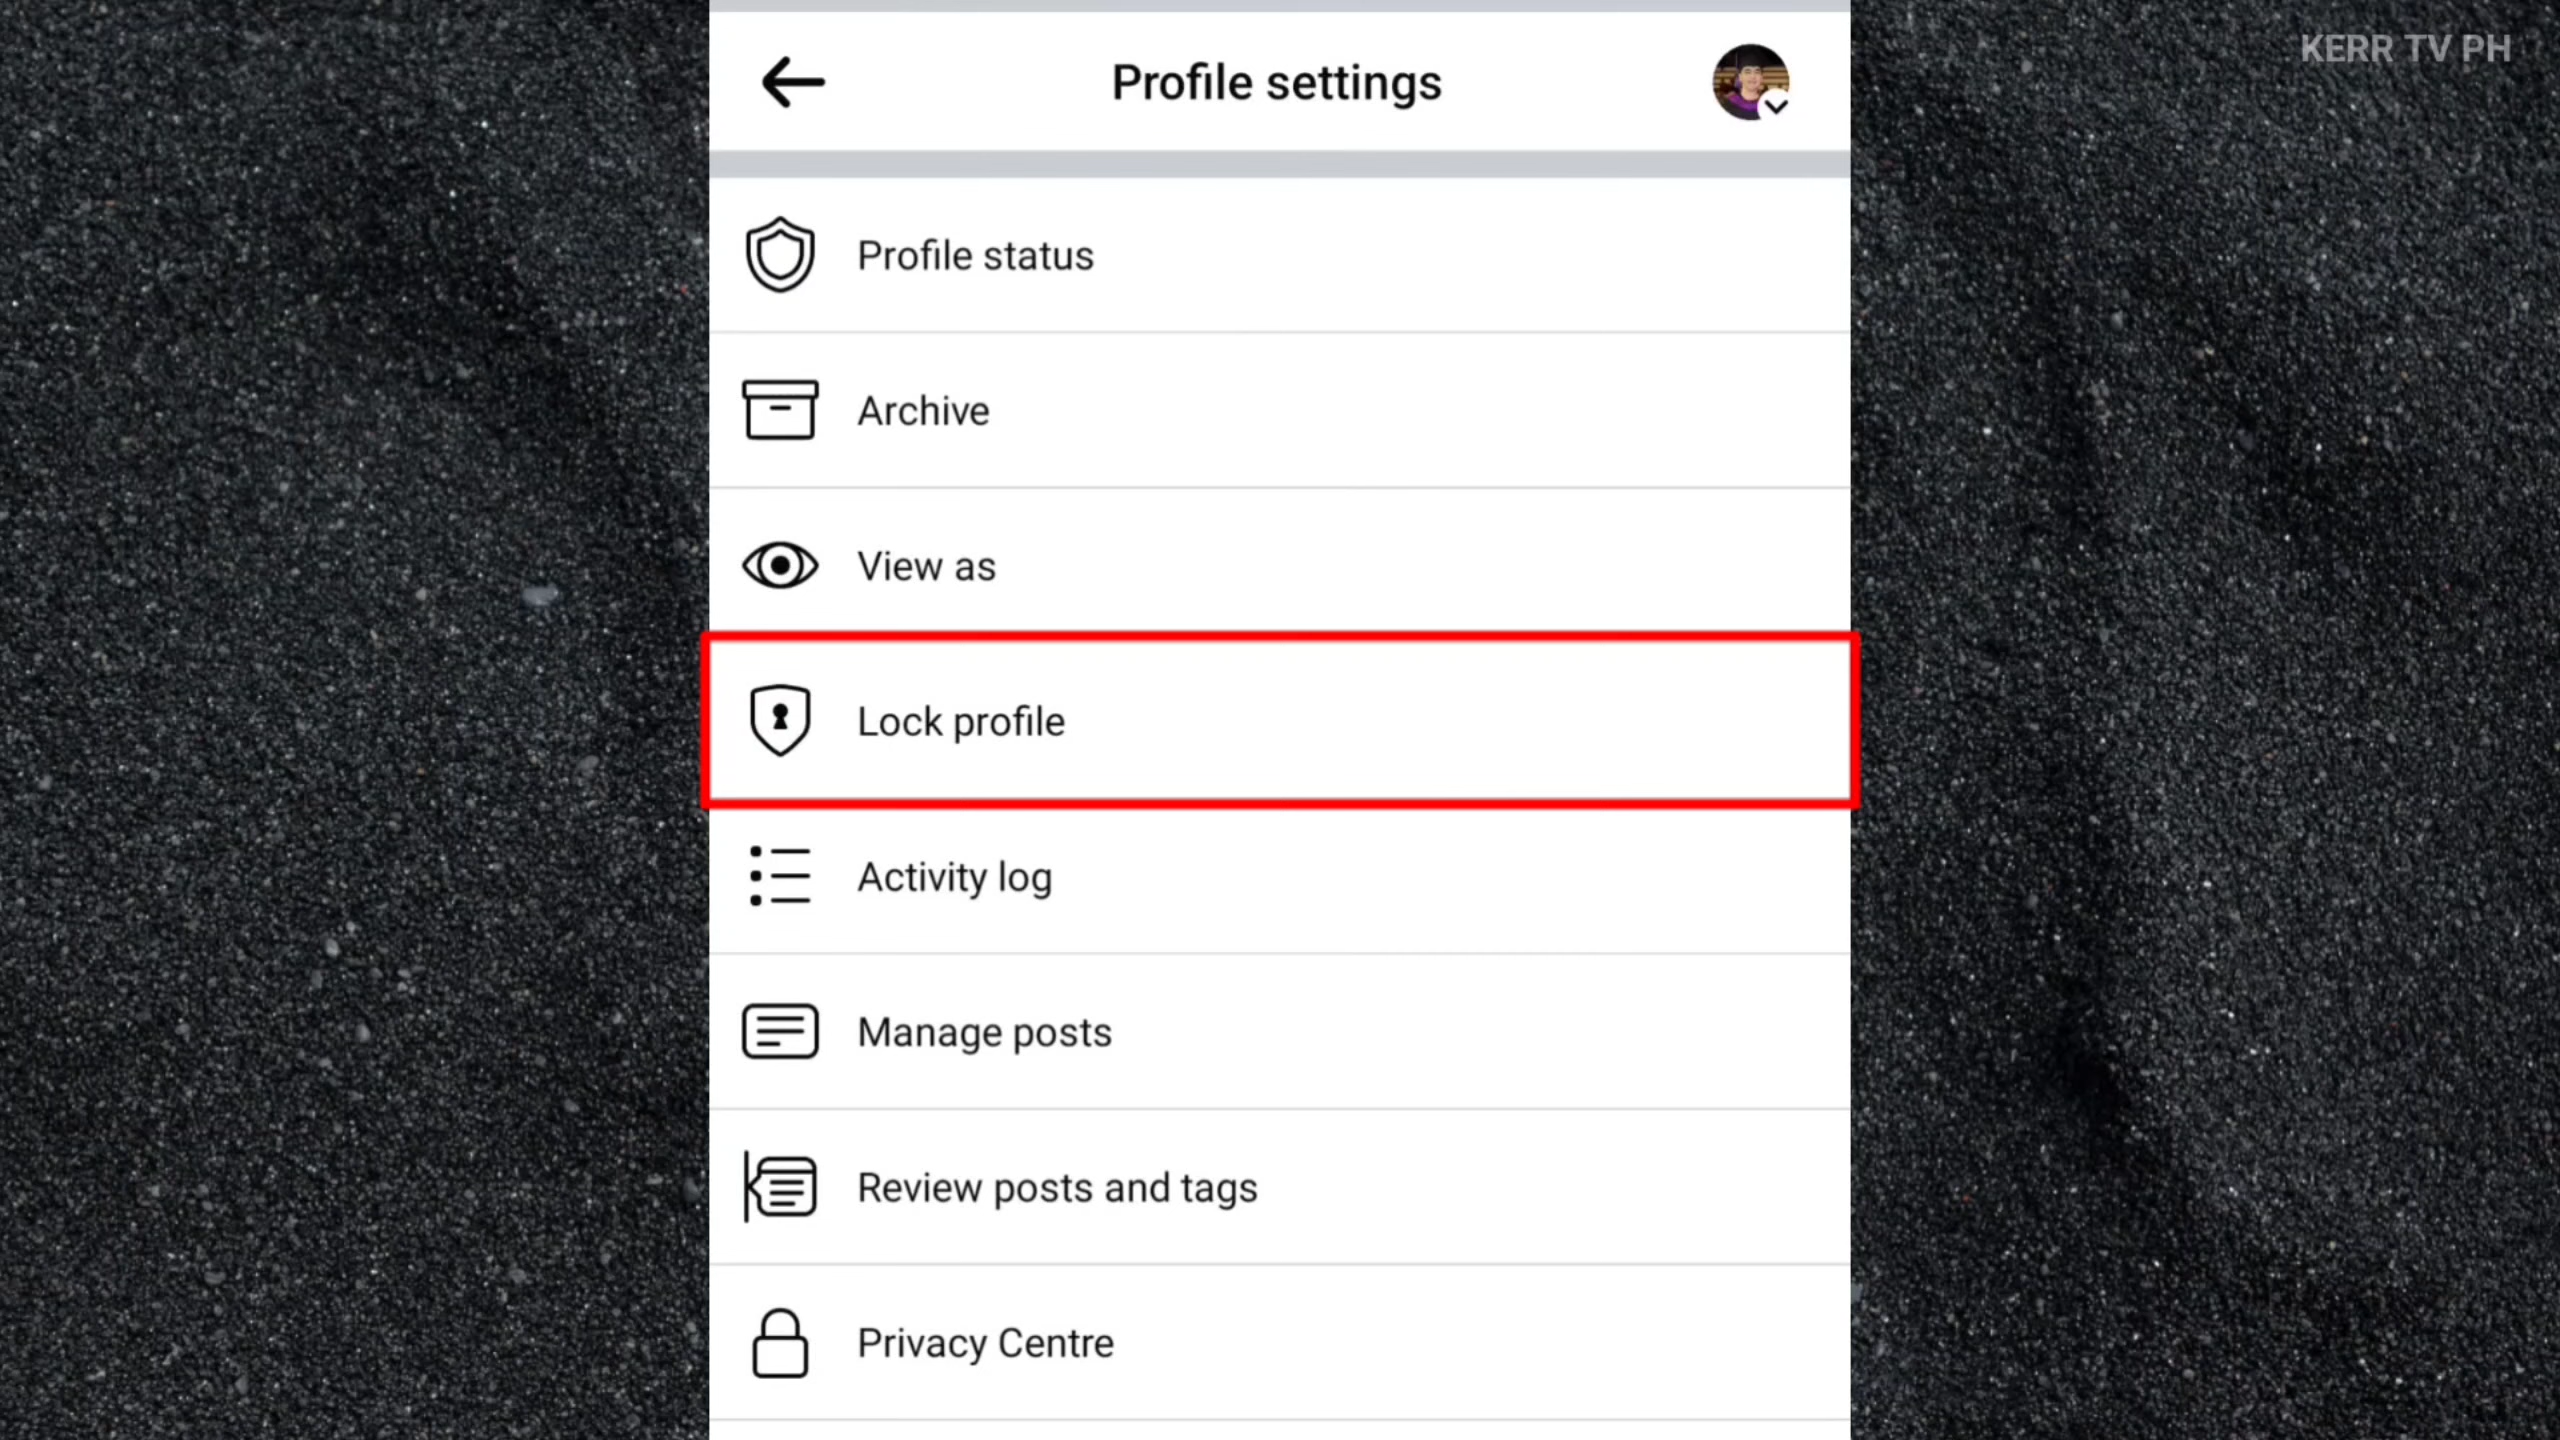 KERR TV PH
Profile settings
Profile status
Archive
View as
Lock profile
Activity log
Manage posts
Review posts and tags
Privacy Centre